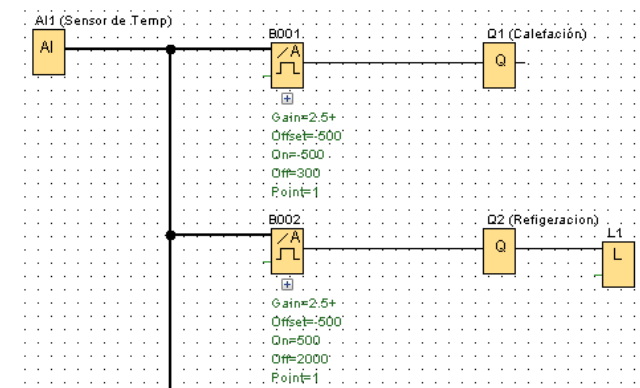 AI1 (Sensor de Temp)
AI
B001
/A
Gain=2.5+
Offset=-500
On=-500
Off=300
Point=1
Q1 (Calefación)
Q
B002
/A
Gain=2.5+
Offset=-500
On=500
Off=2000
Point=1
Q2 (Refigeracion)
Q
L1
L